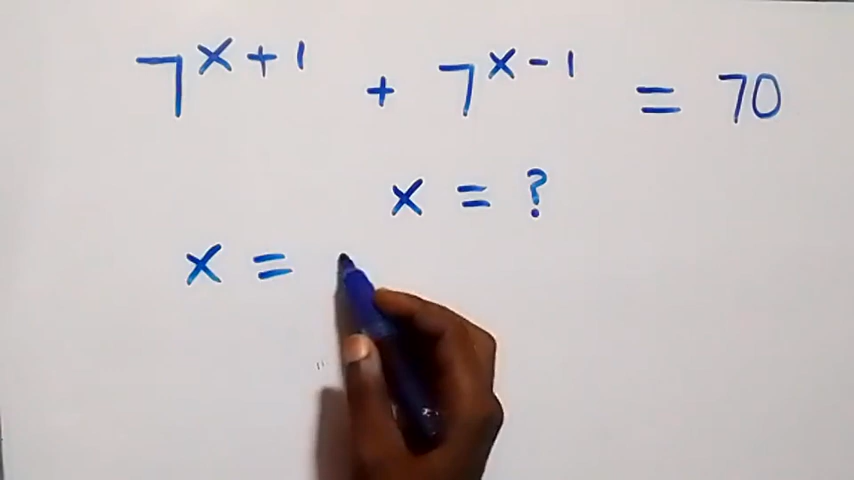 7^{x+1} + 7^{x-1} = 70
x = ?
x =